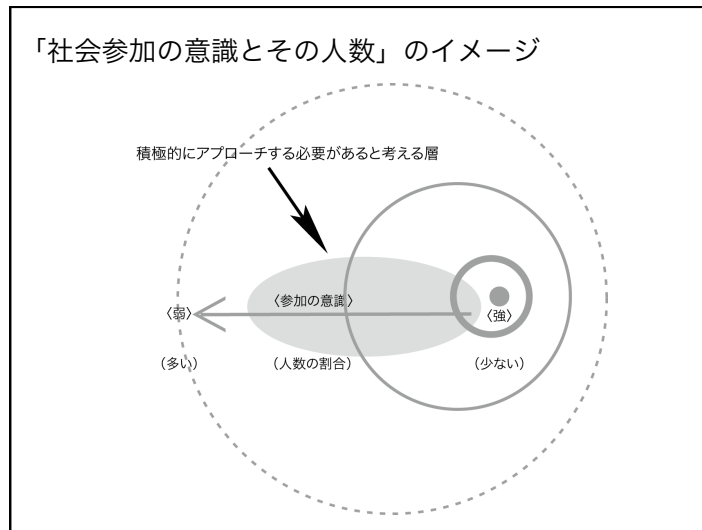 「社会参加の意識とその人数」のイメージ
積極的にアプローチする必要があると考える層
〈参加の意識〉
〈弱〉
〈強〉
（多い）
（人数の割合）
（少ない）